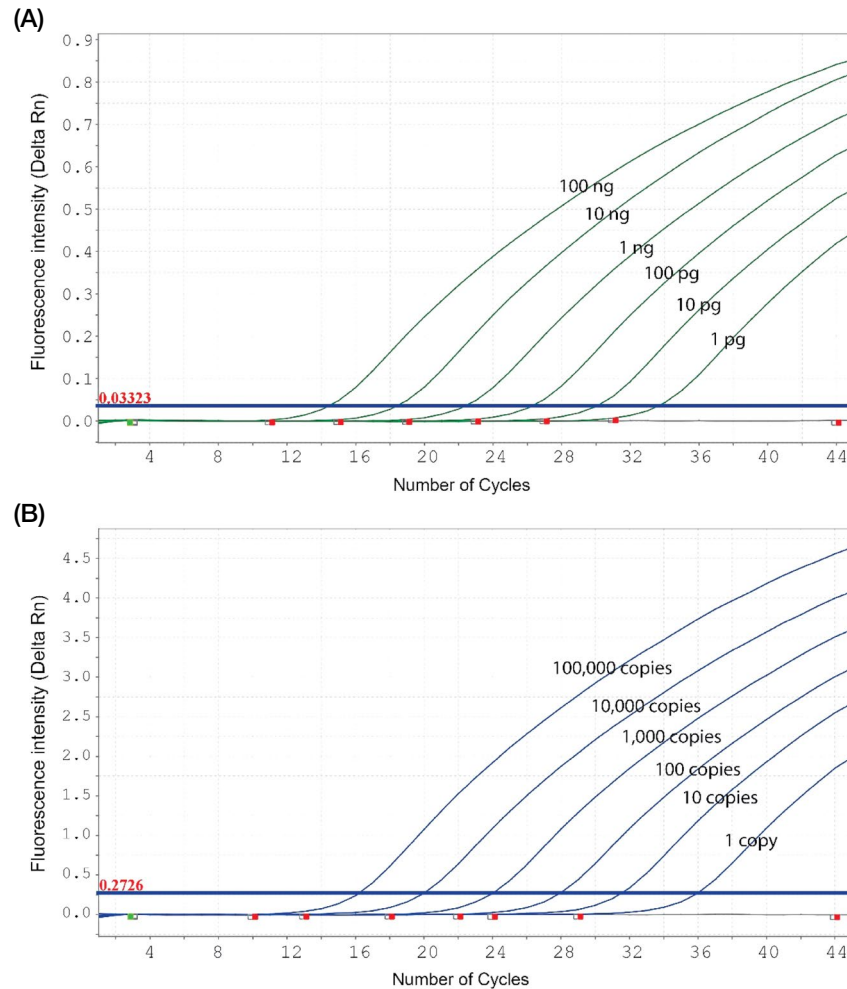 (A)
Fluorescence intensity (Delta Rn)
0.9
0.8
0.7
0.6
0.5
0.4
0.3
0.2
0.1
0.0
0.03323
100 ng
10 ng
1 ng
100 pg
10 pg
1 pg
4 8 12 16 20 24 28 32 36 40 44
Number of Cycles
(B)
Fluorescence intensity (Delta Rn)
4.5
4.0
3.5
3.0
2.5
2.0
1.5
1.0
0.5
0.0
0.2726
100,000 copies
10,000 copies
1,000 copies
100 copies
10 copies
1 copy
4 8 12 16 20 24 28 32 36 40 44
Number of Cycles